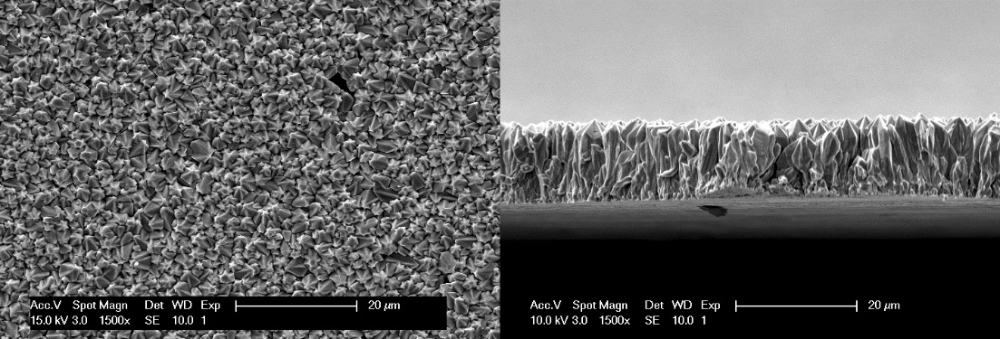 Acc.V Spot Magn Det WD Exp 20 µm
15.0 kV 3.0 1500x SE 10.0 1
Acc.V Spot Magn Det WD Exp 20 µm
10.0 kV 3.0 1500x SE 10.0 1